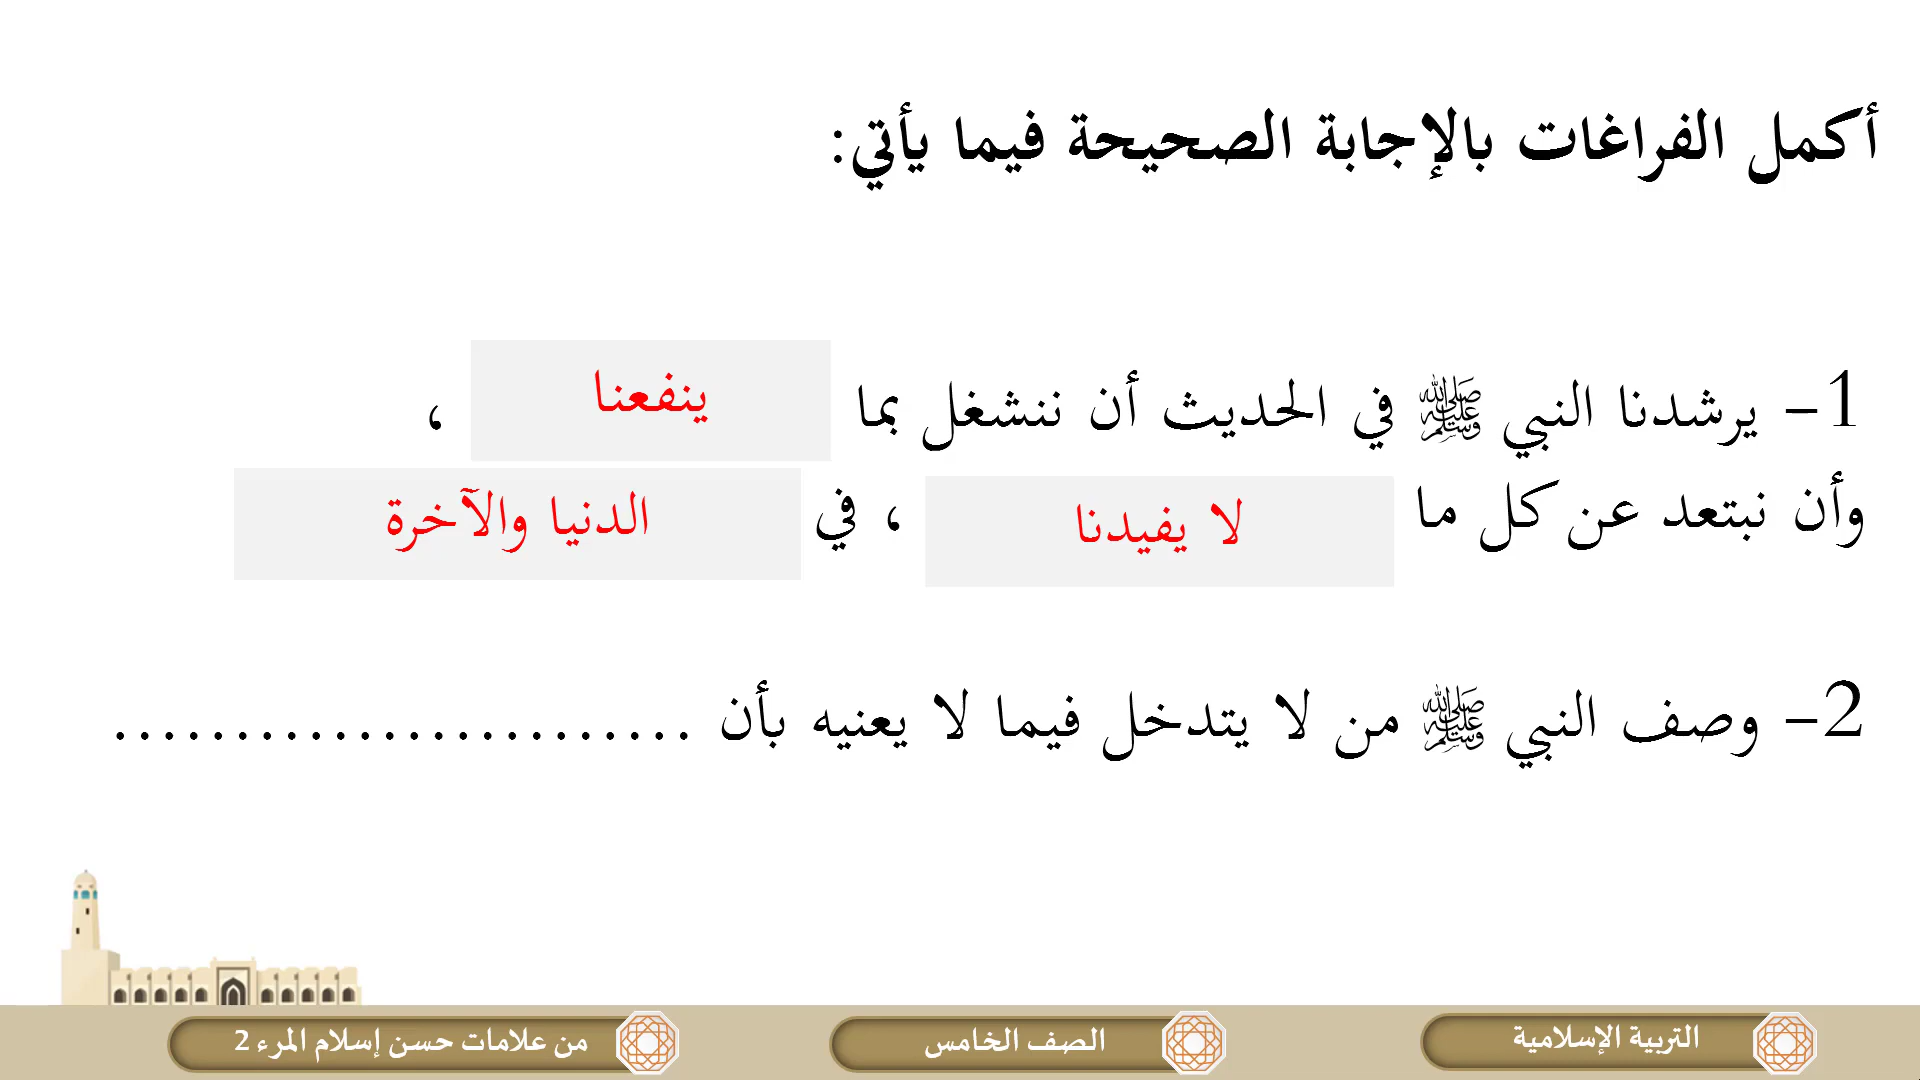 أكمل الفراغات بالإجابة الصحيحة فيما يأتي:
1- يرشدنا النبي ﷺ في الحديث أن ننشغل بما ينفعنا ،
وأن نبتعد عن كل ما لا يفيدنا ، في الدنيا والآخرة
2- وصف النبي ﷺ من لا يتدخل فيما لا يعنيه بأن ........................
التربية الإسلامية
الصف الخامس
من علامات حسن إسلام المرء 2